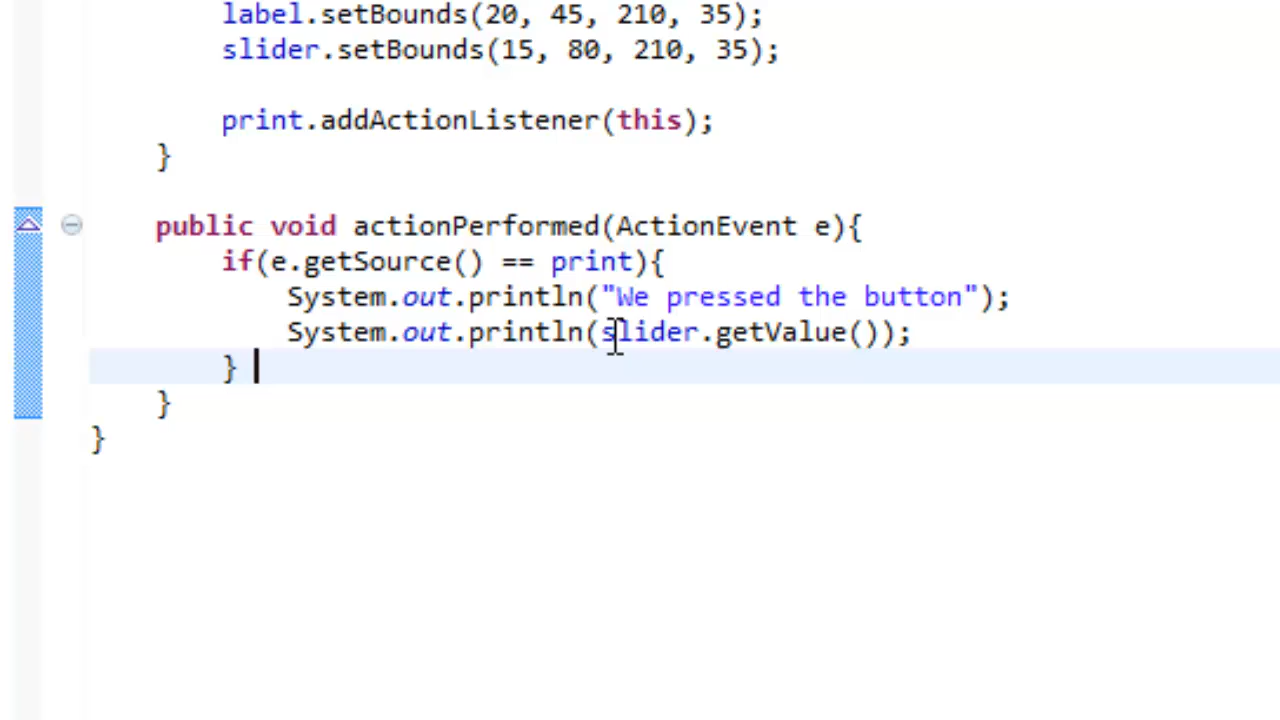 label.setBounds(20, 45, 210, 35);
slider.setBounds(15, 80, 210, 35);
print.addActionListener(this);
}
public void actionPerformed(ActionEvent e){
if(e.getSource() == print){
System.out.println("We pressed the button");
System.out.println(slider.getValue());
}
}
}